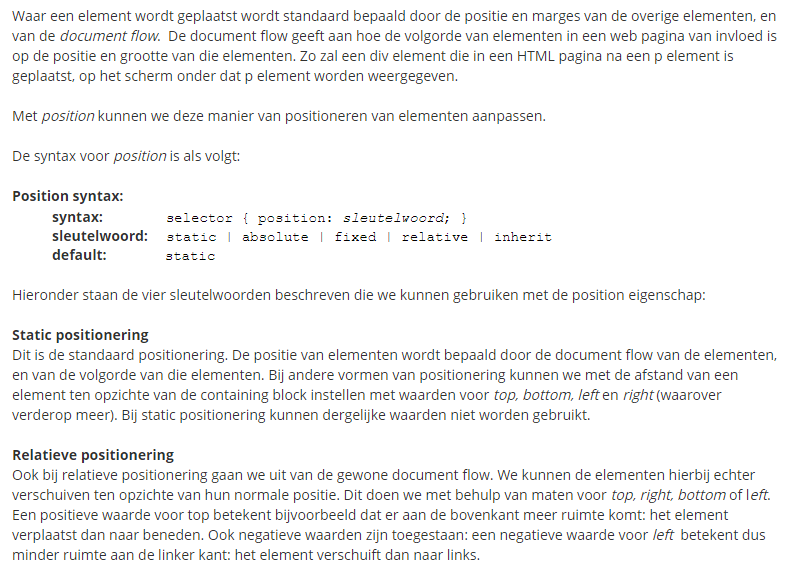 Waar een element wordt geplaatst wordt standaard bepaald door de positie en marges van de overige elementen, en
van de document flow. De document flow geeft aan hoe de volgorde van elementen in een web pagina van invloed is
op de positie en grootte van die elementen. Zo zal een div element die in een HTML pagina na een p element is
geplaatst, op het scherm onder dat p element worden weergegeven.
Met position kunnen we deze manier van positioneren van elementen aanpassen.
De syntax voor position is als volgt:
Position syntax:
syntax: selector { position: sleutelwoord; }
sleutelwoord: static | absolute | fixed | relative | inherit
default: static
Hieronder staan de vier sleutelwoorden beschreven die we kunnen gebruiken met de position eigenschap:
Static positionering
Dit is de standaard positionering. De positie van elementen wordt bepaald door de document flow van de elementen,
en van de volgorde van die elementen. Bij andere vormen van positionering kunnen we met de afstand van een
element ten opzichte van de containing block instellen met waarden voor top, bottom, left en right (waarover
verderop meer). Bij static positionering kunnen dergelijke waarden niet worden gebruikt.
Relatieve positionering
Ook bij relatieve positionering gaan we uit van de gewone document flow. We kunnen de elementen hierbij echter
verschuiven ten opzichte van hun normale positie. Dit doen we met behulp van maten voor top, right, bottom of left.
Een positieve waarde voor top betekent bijvoorbeeld dat er aan de bovenkant meer ruimte komt: het element
verplaatst dan naar beneden. Ook negatieve waarden zijn toegestaan: een negatieve waarde voor left betekent dus
minder ruimte aan de linker kant: het element verschuift dan naar links.